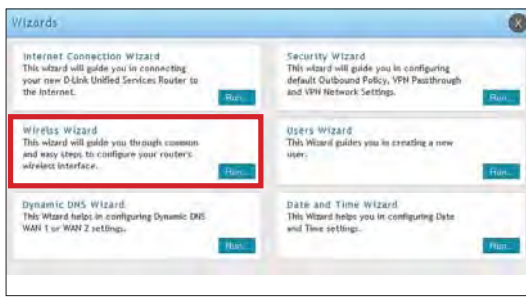 Wizards
Internet Connection Wizard
This wizard will guide you in connecting
your new D-Link Unified Services Router to
the Internet.
Run...
Security Wizard
This wizard will guide you in configuring
default Outbound Policy, VPN Passthrough
and VPN Network Settings.
Run...
Wireless Wizard
This wizard will guide you through common
and easy steps to configure your router's
wireless interface.
Run...
Users Wizard
This Wizard guides you in creating a new
user.
Run...
Dynamic DNS Wizard
This Wizard helps in configuring Dynamic DNS
WAN 1 or WAN 2 settings.
Run...
Date and Time Wizard
This Wizard helps you in configuring Date
and Time settings.
Run...